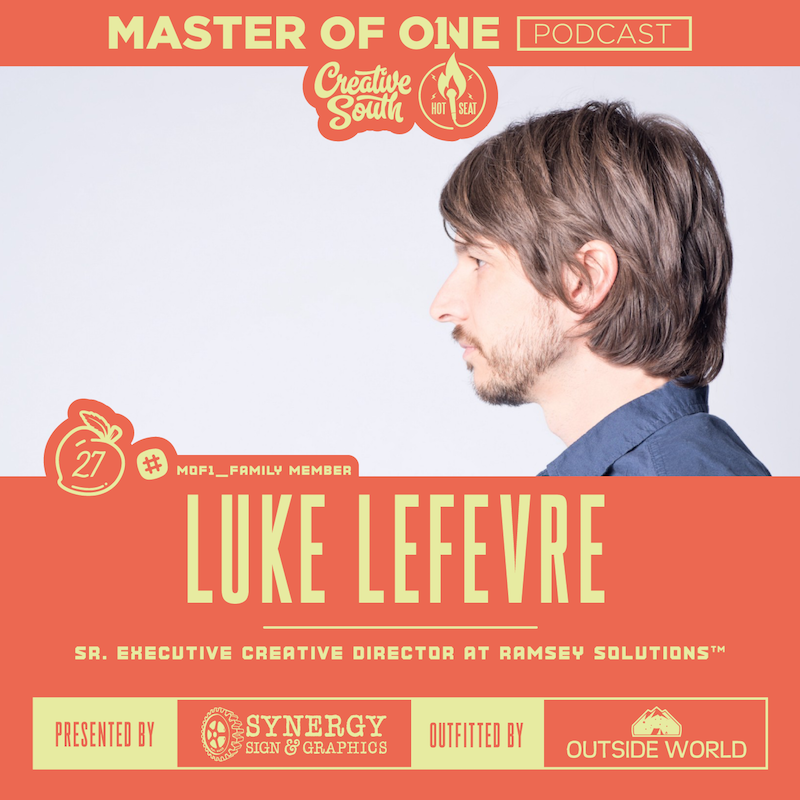 MASTER OF ONE PODCAST
Creative
South
HOT SEAT
27
# MOF1_FAMILY MEMBER
LUKE LEFEVRE
SR. EXECUTIVE CREATIVE DIRECTOR AT RAMSEY SOLUTIONS™
PRESENTED BY
SYNERGY
SIGN & GRAPHICS
OUTFITTED BY
OUTSIDE WORLD